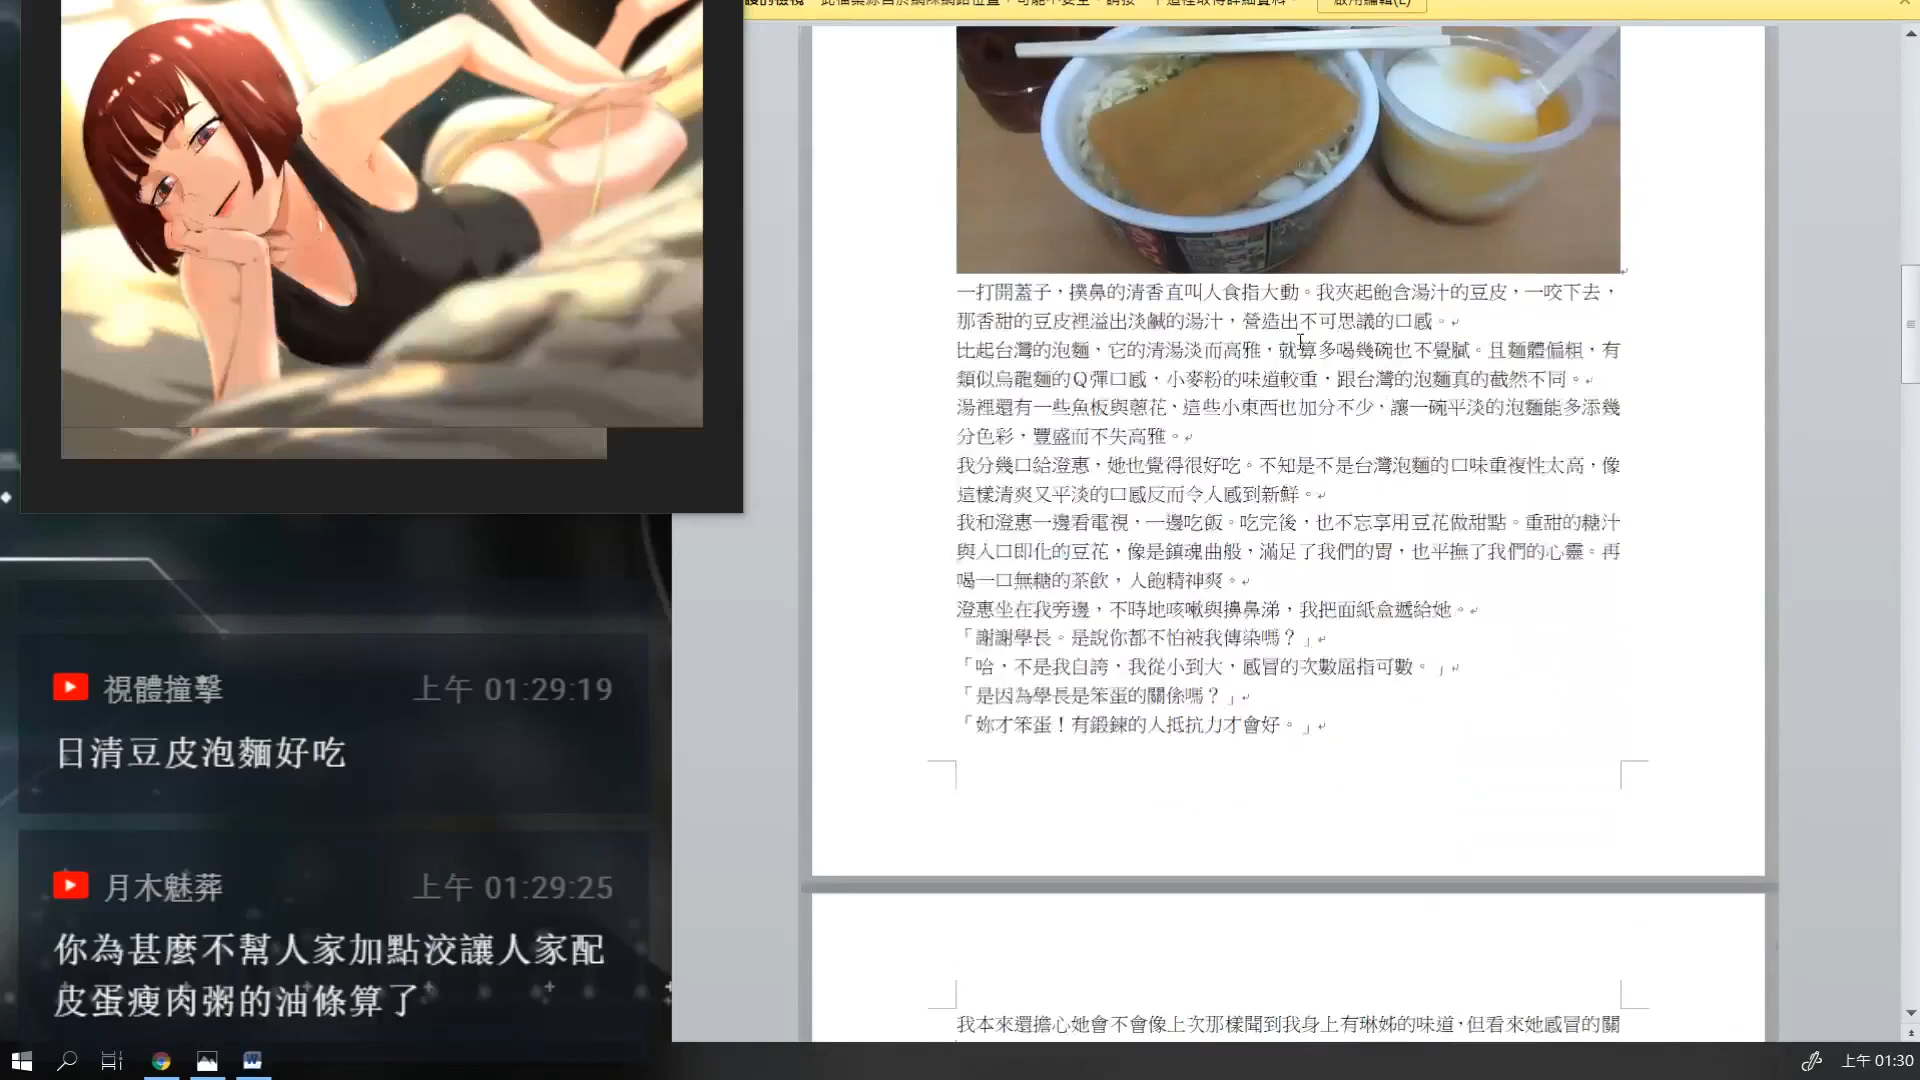 一打開蓋子，撲鼻的清香直叫人食指大動。我夾起飽含湯汁的豆皮，一咬下去，
那香甜的豆皮裡溢出淡鹹的湯汁，營造出不可思議的口感。
比起台灣的泡麵，它的清湯淡而高雅，就算多喝幾碗也不覺膩。且麵體偏粗，有
類似烏龍麵的Q彈口感，小麥粉的味道較重，跟台灣的泡麵真的截然不同。
湯裡還有一些魚板與蔥花，這些小東西也加分不少，讓一碗平淡的泡麵能多添幾
分色彩，豐盛而不失高雅。
我分幾口給澄惠，她也覺得很好吃。不知是不是台灣泡麵的口味重複性太高，像
這樣清爽又平淡的口感反而令人感到新鮮。
我和澄惠一邊看電視，一邊吃飯。吃完後，也不忘享用豆花做甜點。重甜的糖汁
與入口即化的豆花，像是鎮魂曲般，滿足了我們的胃，也平撫了我們的心靈。再
喝一口無糖的茶飲，人飽精神爽。
澄惠坐在我旁邊，不時地咳嗽與擤鼻涕，我把面紙盒遞給她。
「謝謝學長。是說你都不怕被我傳染嗎？」
「哈，不是我自誇，我從小到大，感冒的次數屈指可數。」
「是因為學長是笨蛋的關係嗎？」
「妳才笨蛋！有鍛鍊的人抵抗力才會好。」
我本來還擔心她會不會像上次那樣聞到我身上有琳姊的味道，但看來她感冒的關
視體撞擊 上午 01:29:19
日清豆皮泡麵好吃
月木魅葬 上午 01:29:25
你為甚麼不幫人家加點洨讓人家配
皮蛋瘦肉粥的油條算了
上午 01:30